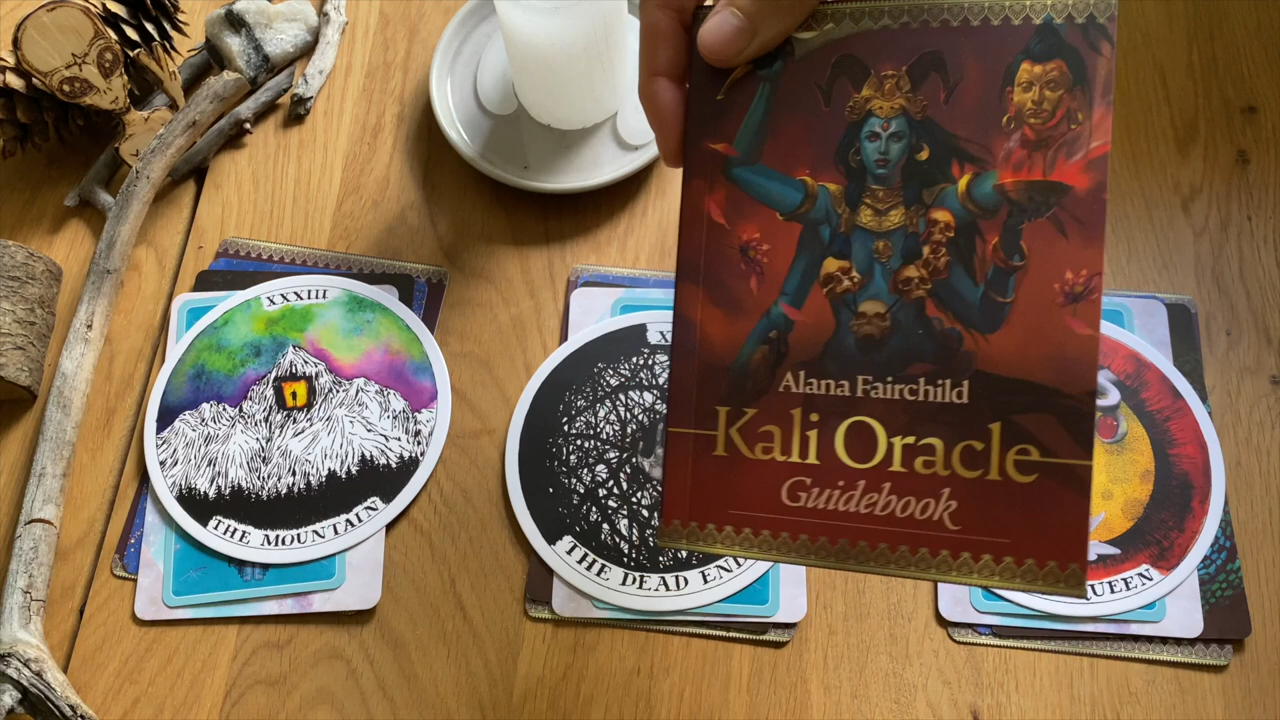 XXXIII
THE MOUNTAIN
X
THE DEAD END
Alana Fairchild
Kali Oracle
Guidebook
QUEEN